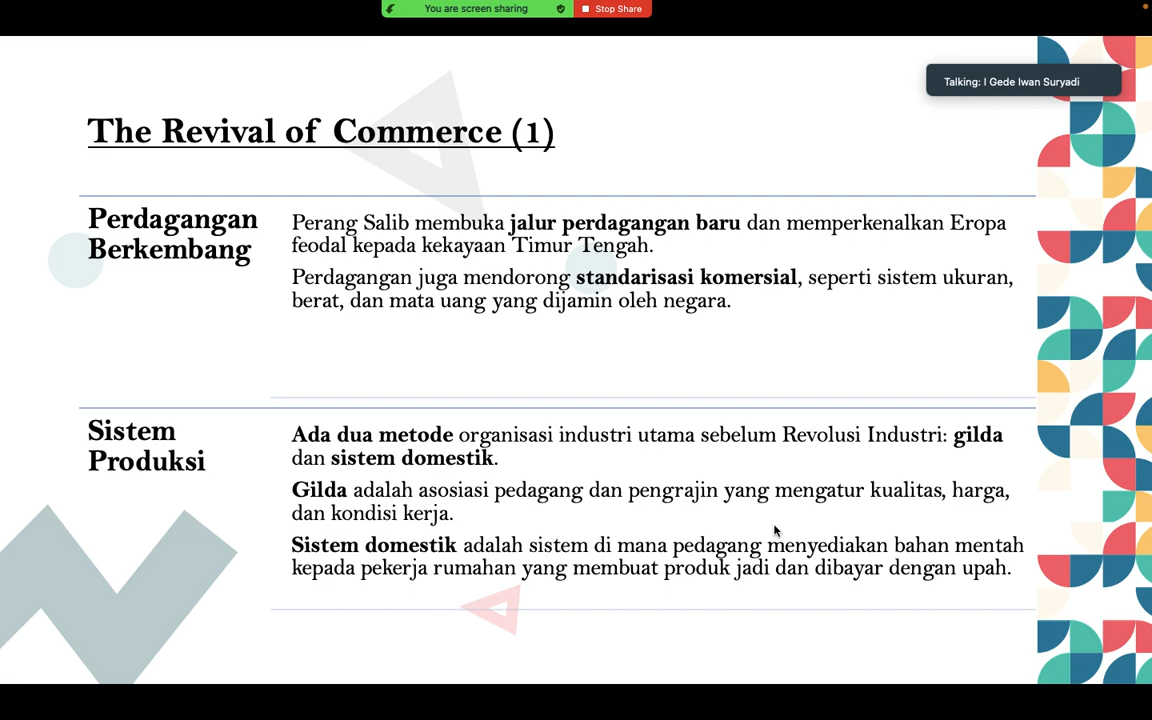 You are screen sharing
Stop Share
Talking: I Gede Iwan Suryadi
The Revival of Commerce (1)
Perdagangan
Berkembang
Perang Salib membuka jalur perdagangan baru dan memperkenalkan Eropa
feodal kepada kekayaan Timur Tengah.
Perdagangan juga mendorong standarisasi komersial, seperti sistem ukuran,
berat, dan mata uang yang dijamin oleh negara.
Sistem
Produksi
Ada dua metode organisasi industri utama sebelum Revolusi Industri: gilda
dan sistem domestik.
Gilda adalah asosiasi pedagang dan pengrajin yang mengatur kualitas, harga,
dan kondisi kerja.
Sistem domestik adalah sistem di mana pedagang menyediakan bahan mentah
kepada pekerja rumahan yang membuat produk jadi dan dibayar dengan upah.